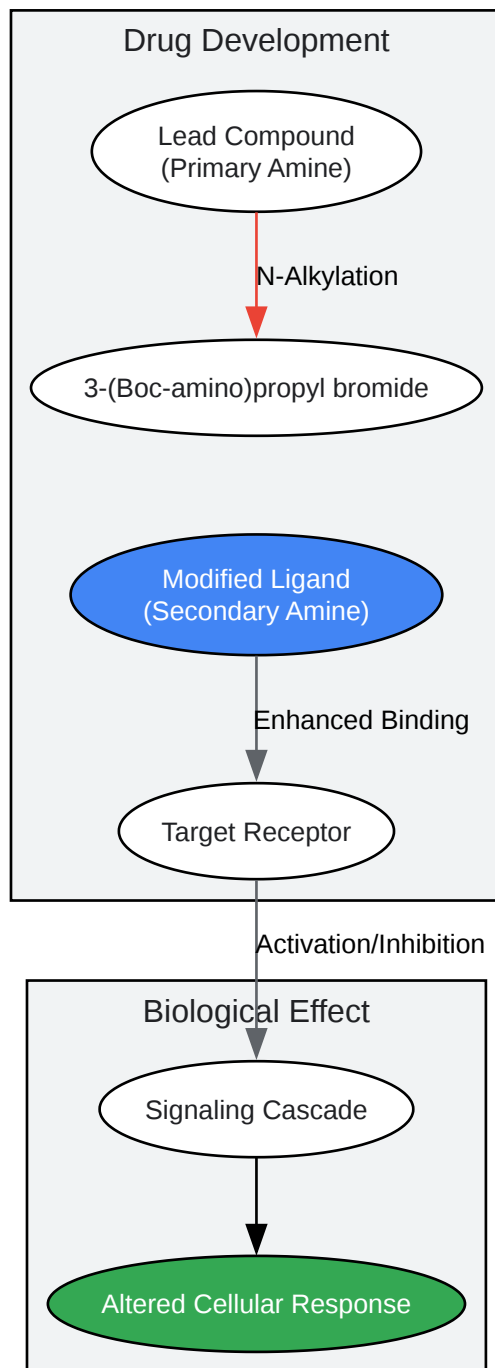 Drug Development
Lead Compound
(Primary Amine)
N-Alkylation
3-(Boc-amino)propyl bromide
Modified Ligand
(Secondary Amine)
Enhanced Binding
Target Receptor
Activation/Inhibition
Biological Effect
Signaling Cascade
Altered Cellular Response